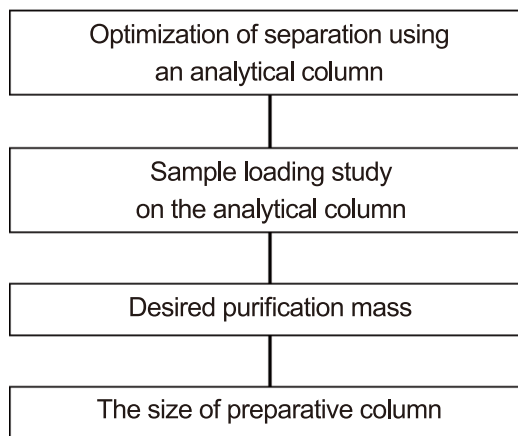 Optimization of separation using
an analytical column
Sample loading study
on the analytical column
Desired purification mass
The size of preparative column